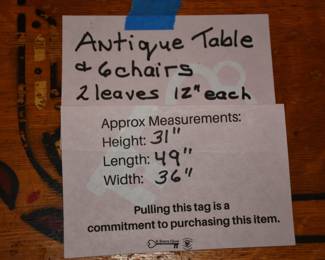 Antique Table
& 6 chairs
2 leaves 12" each
Approx Measurements:
Height: 31"
Length: 49"
Width: 36"
Pulling this tag is a
commitment to purchasing this item.